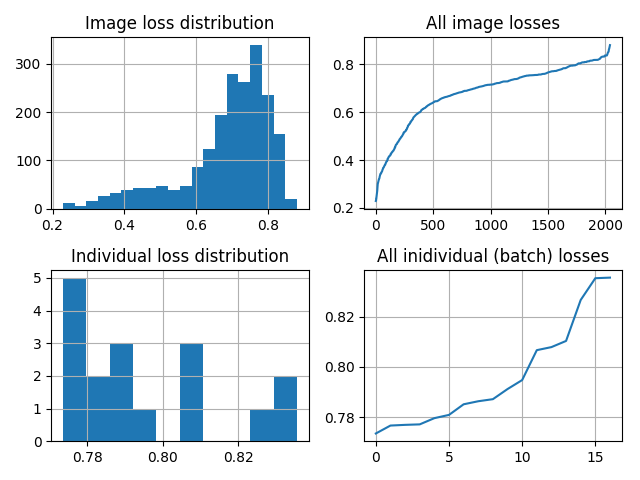 Image loss distribution
300
200
100
0
0.2 0.4 0.6 0.8
All image losses
0.8
0.6
0.4
0.2
0 500 1000 1500 2000
Individual loss distribution
5
4
3
2
1
0
0.78 0.80 0.82
All inidividual (batch) losses
0.82
0.80
0.78
0 5 10 15